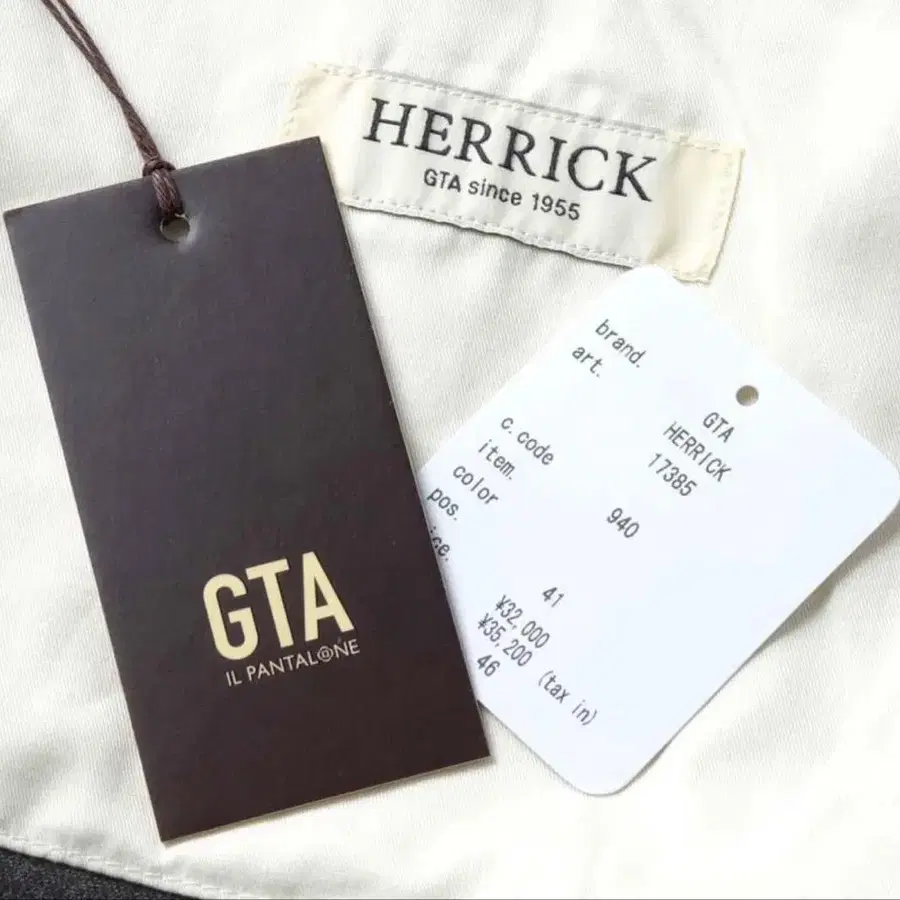 HERRICK
GTA since 1955
GTA
IL PANTALONE
brand.
art.
c.code
item.
color
pos.
ice.
GTA
HERRICK
17385
940
41
¥32,000
¥35,200 (tax in)
46